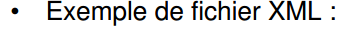 • Exemple de fichier XML :